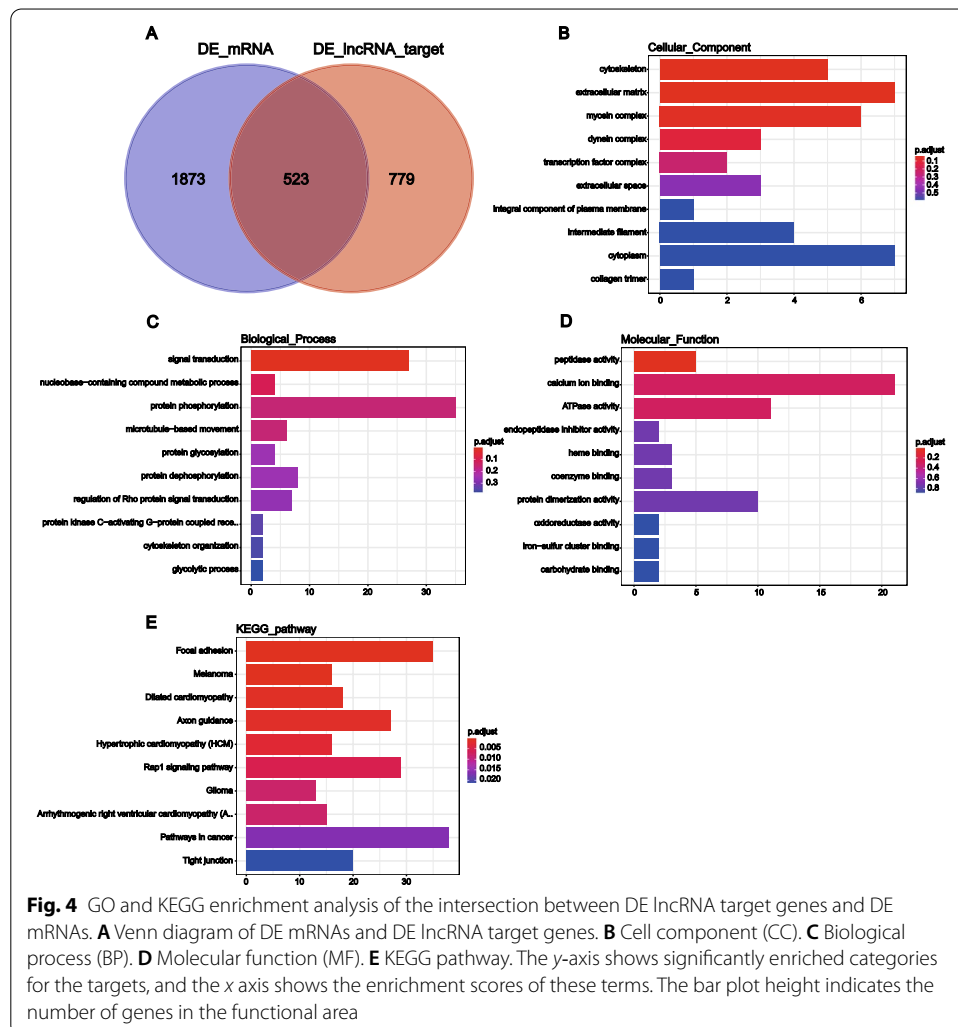 A
DE_mRNA
DE_lncRNA_target
1873
523
779
B
Cellular_Component
cytoskeleton
extracellular matrix
myosin complex
dynein complex
transcription factor complex
extracellular space
integral component of plasma membrane
intermediate filament
cytoplasm
collagen trimer
0 2 4 6
p.adjust
0.1
0.2
0.3
0.4
0.5
C
Biological_Process
signal transduction
nucleobase-containing compound metabolic process
protein phosphorylation
microtubule-based movement
protein glycosylation
protein dephosphorylation
regulation of Rho protein signal transduction
protein kinase C-activating G-protein coupled rece..
cytoskeleton organization
glycolytic process
0 10 20 30
p.adjust
0.1
0.2
0.3
D
Molecular_Function
peptidase activity
calcium ion binding
ATPase activity
endopeptidase inhibitor activity
heme binding
coenzyme binding
protein dimerization activity
oxidoreductase activity
iron-sulfur cluster binding
carbohydrate binding
0 5 10 15 20
p.adjust
0.2
0.4
0.6
0.8
E
KEGG_pathway
Focal adhesion
Melanoma
Dilated cardiomyopathy
Axon guidance
Hypertrophic cardiomyopathy (HCM)
Rap1 signaling pathway
Glioma
Arrhythmogenic right ventricular cardiomyopathy (A..
Pathways in cancer
Tight junction
0 10 20 30
p.adjust
0.005
0.010
0.015
0.020
Fig. 4 GO and KEGG enrichment analysis of the intersection between DE lncRNA target genes and DE
mRNAs. A Venn diagram of DE mRNAs and DE lncRNA target genes. B Cell component (CC). C Biological
process (BP). D Molecular function (MF). E KEGG pathway. The y-axis shows significantly enriched categories
for the targets, and the x axis shows the enrichment scores of these terms. The bar plot height indicates the
number of genes in the functional area